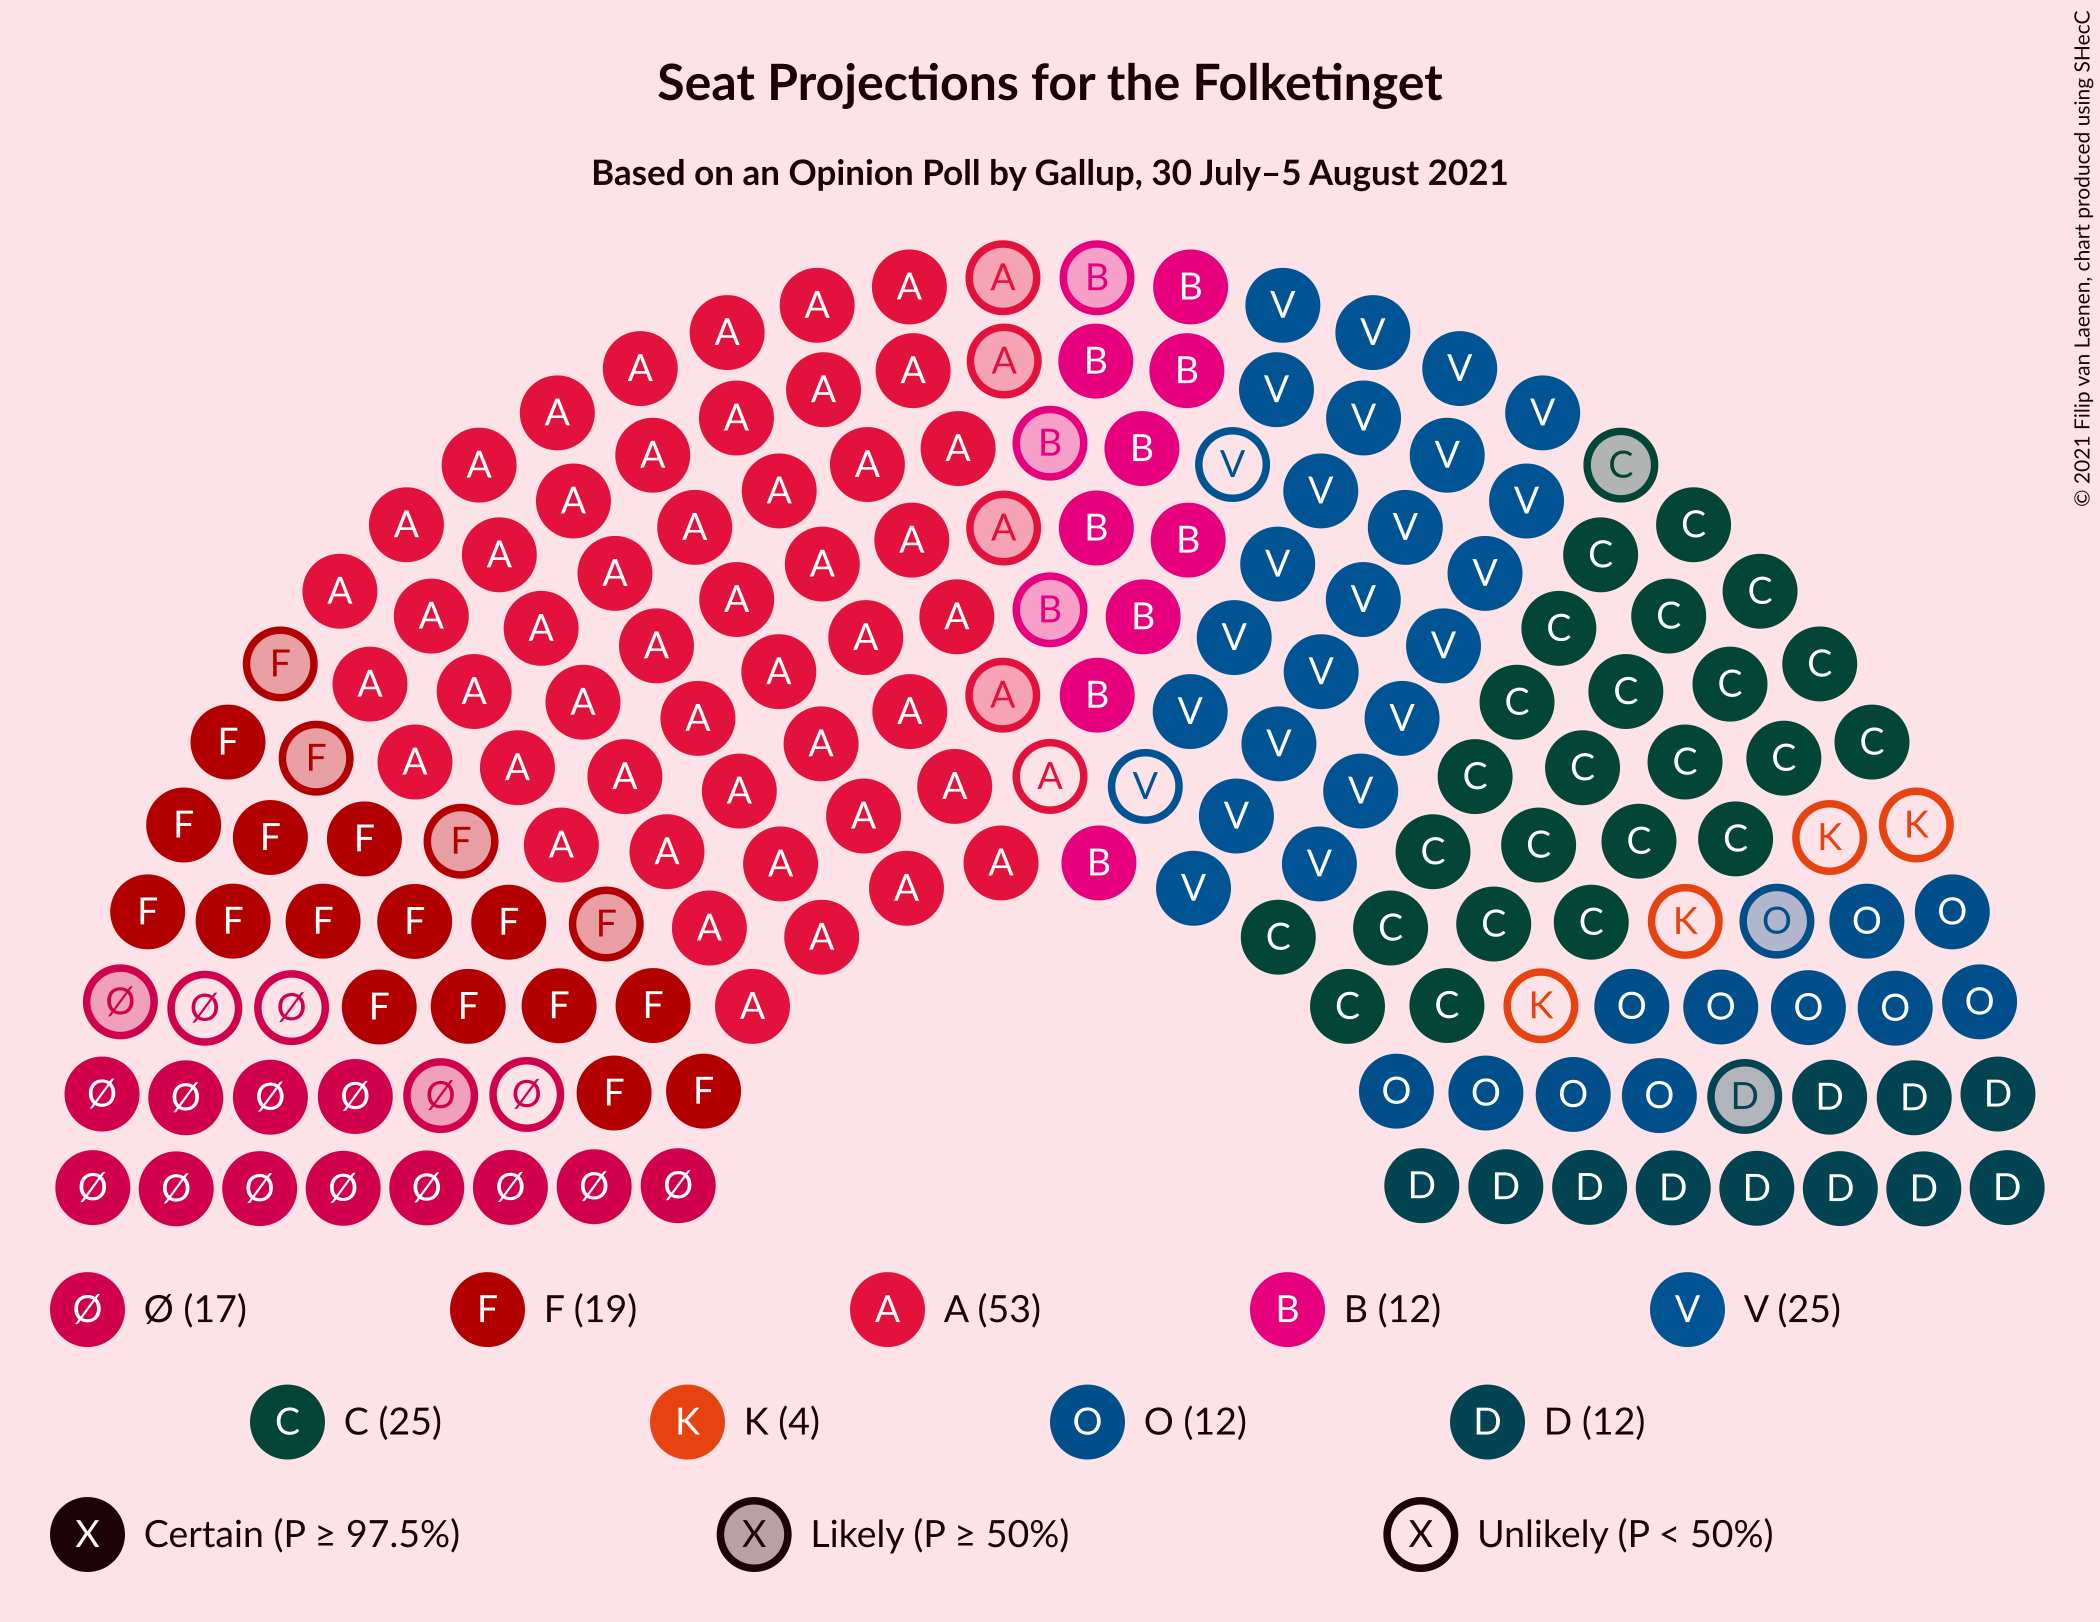 Seat Projections for the Folketinget
Based on an Opinion Poll by Gallup, 30 July–5 August 2021
© 2021 Filip van Laenen, chart produced using SHecC
A A B B
A V
A V
A A A B B V
A V
A A V V
A A A A B B V V C
A A V V
A A A A B B V C
A A A V V C
A A A A B B V C C
A A A V V C
F A A A A B V C C C
A A A V V C
F F A A A V C C C C
A A A A V V C
F F F F A A A V C C C C K K
A A A B V V
F F F F F F A A C C C C K O O O
Ø Ø Ø F F F F A C C K O O O O O
Ø Ø Ø Ø Ø Ø F F O O O O D D D D
Ø Ø Ø Ø Ø Ø Ø Ø D D D D D D D D
Ø Ø (17) F F (19) A A (53) B B (12) V V (25)
C C (25) K K (4) O O (12) D D (12)
X Certain (P ≥ 97.5%) X Likely (P ≥ 50%) X Unlikely (P < 50%)